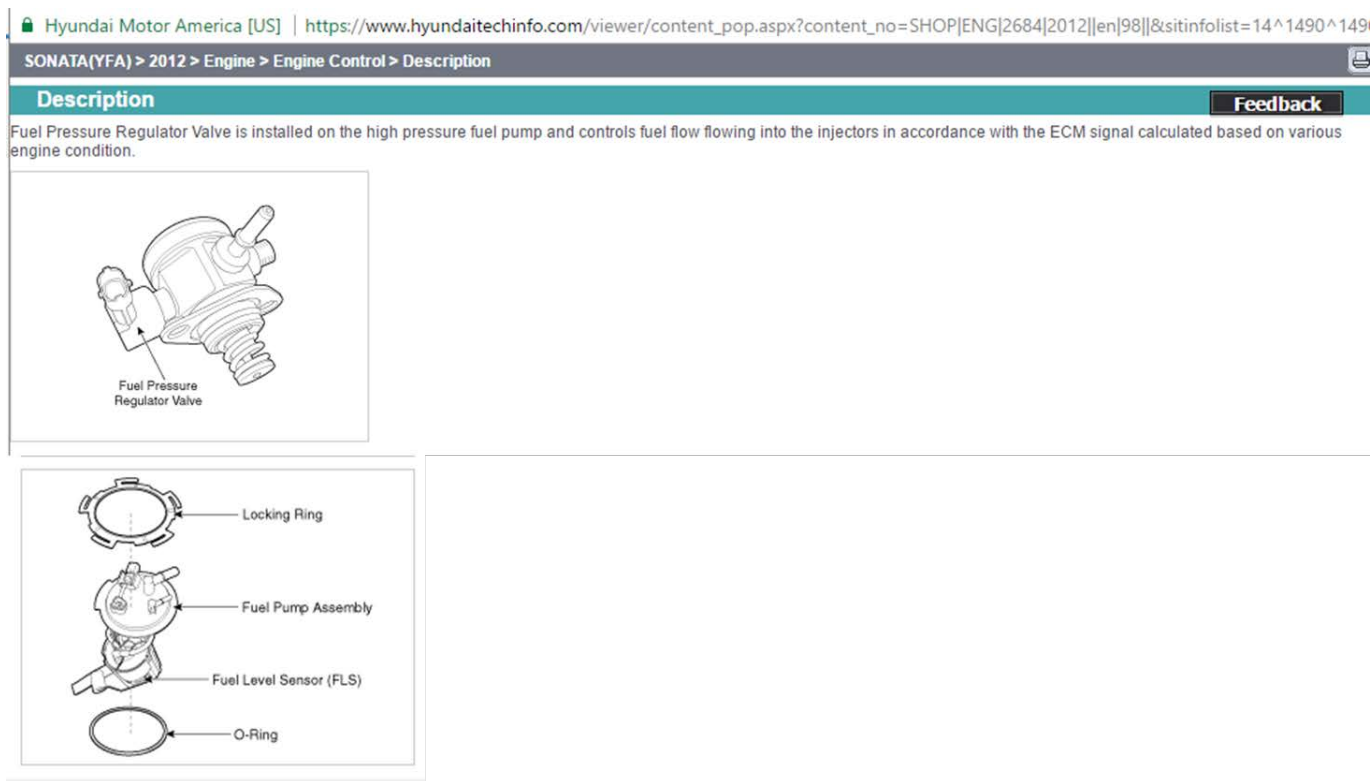 Hyundai Motor America [US] | https://www.hyundaitechinfo.com/viewer/content_pop.aspx?content_no=SHOP|ENG|2684|2012||en|98||&sitinfolist=14^1490^149
SONATA(YFA) > 2012 > Engine > Engine Control > Description
Description
Feedback
Fuel Pressure Regulator Valve is installed on the high pressure fuel pump and controls fuel flow flowing into the injectors in accordance with the ECM signal calculated based on various
engine condition.
Fuel Pressure
Regulator Valve
Locking Ring
Fuel Pump Assembly
Fuel Level Sensor (FLS)
O-Ring